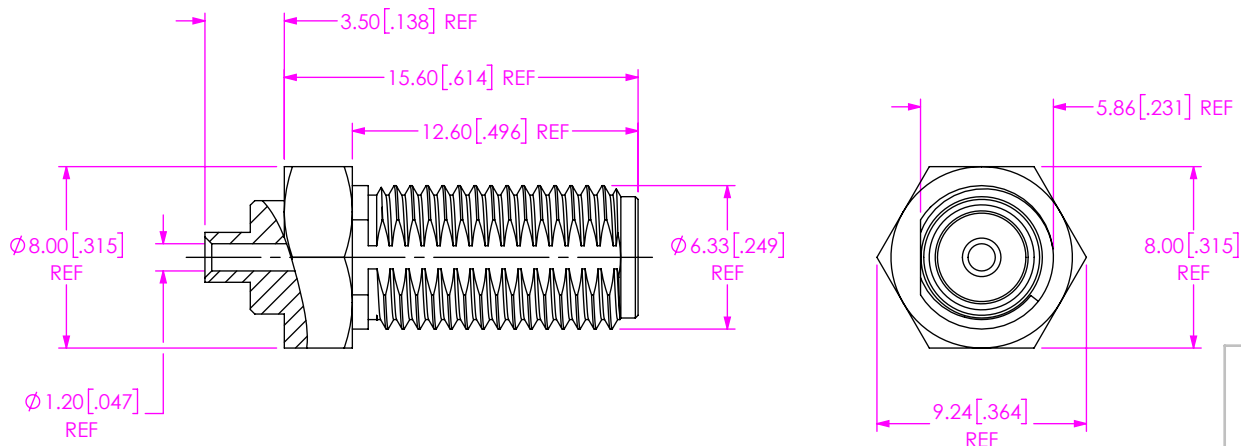 3.50[.138] REF
15.60[.614] REF
12.60[.496] REF
5.86[.231] REF
Ø8.00[.315]
REF
Ø6.33[.249]
REF
8.00[.315]
REF
Ø1.20[.047]
REF
9.24[.364]
REF